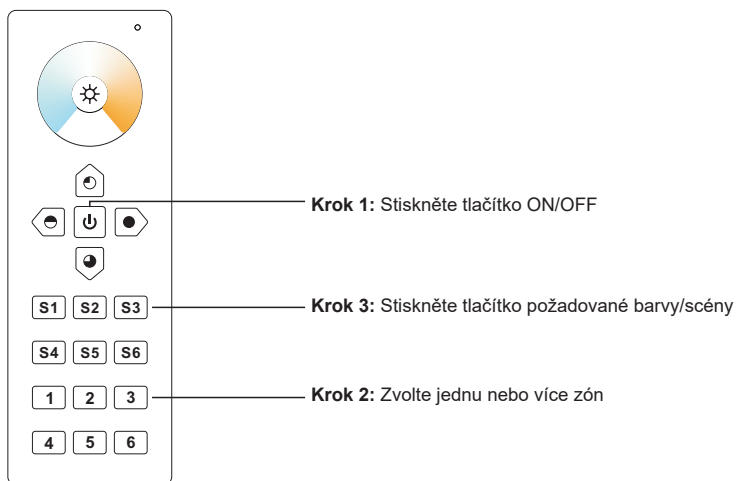 Krok 1: Stiskněte tlačítko ON/OFF
S1 S2 S3
Krok 3: Stiskněte tlačítko požadované barvy/scény
S4 S5 S6
1 2 3
Krok 2: Zvolte jednu nebo více zón
4 5 6